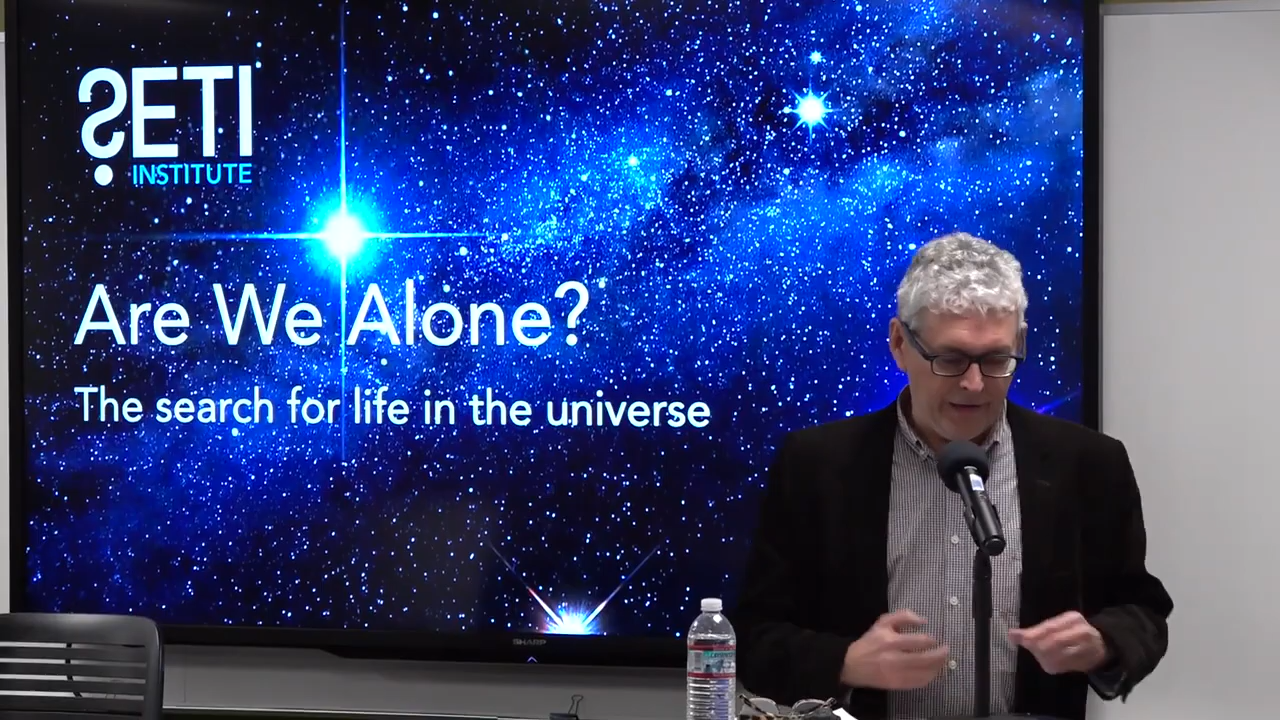 SETI
INSTITUTE
Are We Alone?
The search for life in the universe
SHARP